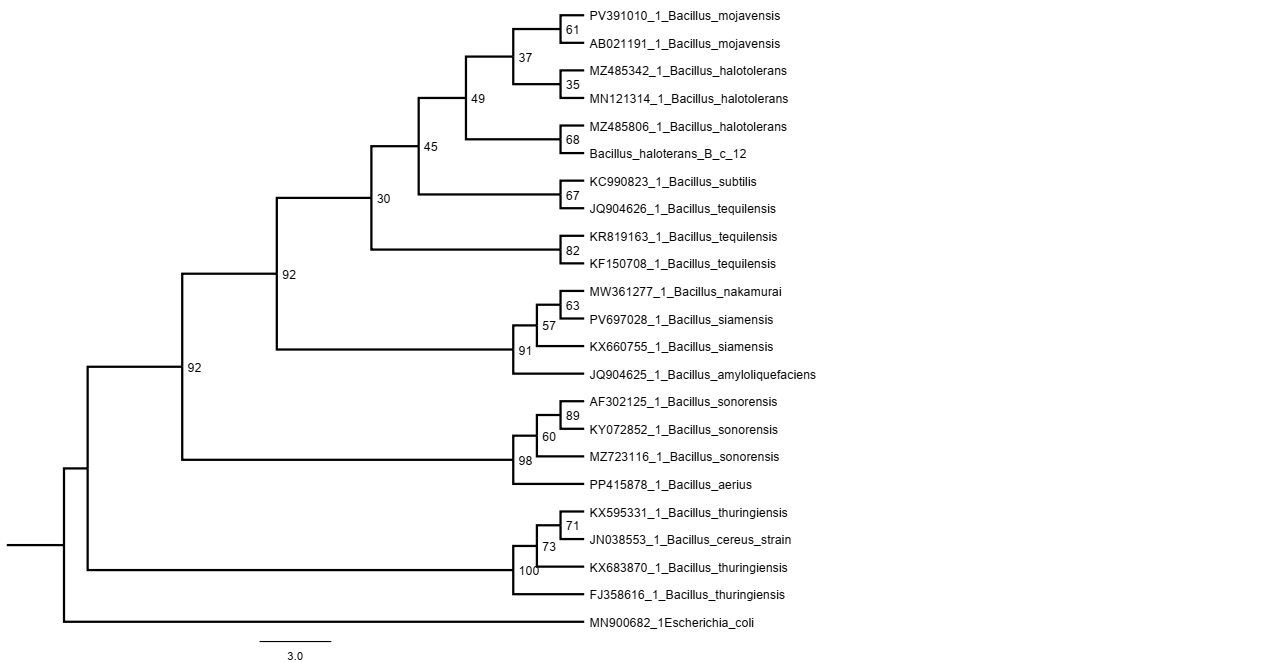 PV391010_1_Bacillus_mojavensis
61
AB021191_1_Bacillus_mojavensis
37
MZ485342_1_Bacillus_halotolerans
35
MN121314_1_Bacillus_halotolerans
49
MZ485806_1_Bacillus_halotolerans
68
Bacillus_haloterans_B_c_12
45
KC990823_1_Bacillus_subtilis
67
JQ904626_1_Bacillus_tequilensis
30
KR819163_1_Bacillus_tequilensis
82
KF150708_1_Bacillus_tequilensis
92
MW361277_1_Bacillus_nakamurai
63
PV697028_1_Bacillus_siamensis
57
KX660755_1_Bacillus_siamensis
91
JQ904625_1_Bacillus_amyloliquefaciens
92
AF302125_1_Bacillus_sonorensis
89
KY072852_1_Bacillus_sonorensis
60
MZ723116_1_Bacillus_sonorensis
98
PP415878_1_Bacillus_aerius
KX595331_1_Bacillus_thuringiensis
71
JN038553_1_Bacillus_cereus_strain
73
KX683870_1_Bacillus_thuringiensis
100
FJ358616_1_Bacillus_thuringiensis
MN900682_1Escherichia_coli
3.0